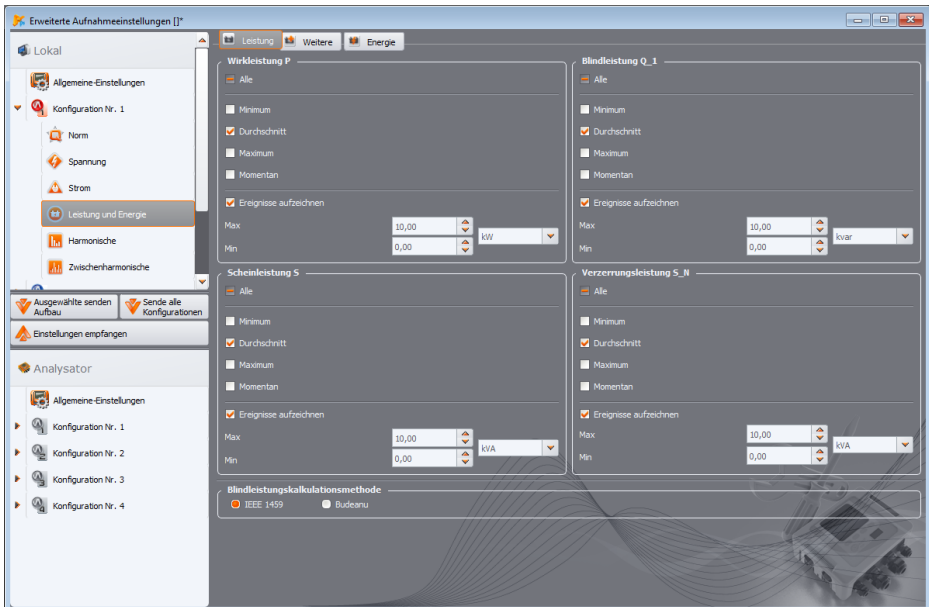 Erweiterte Aufnahmeeinstellungen []*
Lokal
Allgemeine-Einstellungen
Konfiguration Nr. 1
Norm
Spannung
Strom
Leistung und Energie
Harmonische
Zwischenharmonische
Ausgewählte senden
Aufbau
Sende alle
Konfigurationen
Einstellungen empfangen
Analysator
Allgemeine-Einstellungen
Konfiguration Nr. 1
Konfiguration Nr. 2
Konfiguration Nr. 3
Konfiguration Nr. 4
Leistung Weitere Energie
Wirkleistung P
Alle
Minimum
Durchschnitt
Maximum
Momentan
Ereignisse aufzeichnen
Max 10,00
Min 0,00
kW
Blindleistung Q_1
Alle
Minimum
Durchschnitt
Maximum
Momentan
Ereignisse aufzeichnen
Max 10,00
Min 0,00
kvar
Scheinleistung S
Alle
Minimum
Durchschnitt
Maximum
Momentan
Ereignisse aufzeichnen
Max 10,00
Min 0,00
kVA
Verzerrungsleistung S_N
Alle
Minimum
Durchschnitt
Maximum
Momentan
Ereignisse aufzeichnen
Max 10,00
Min 0,00
kVA
Blindleistungskalkulationsmethode
IEEE 1459 Budeanu